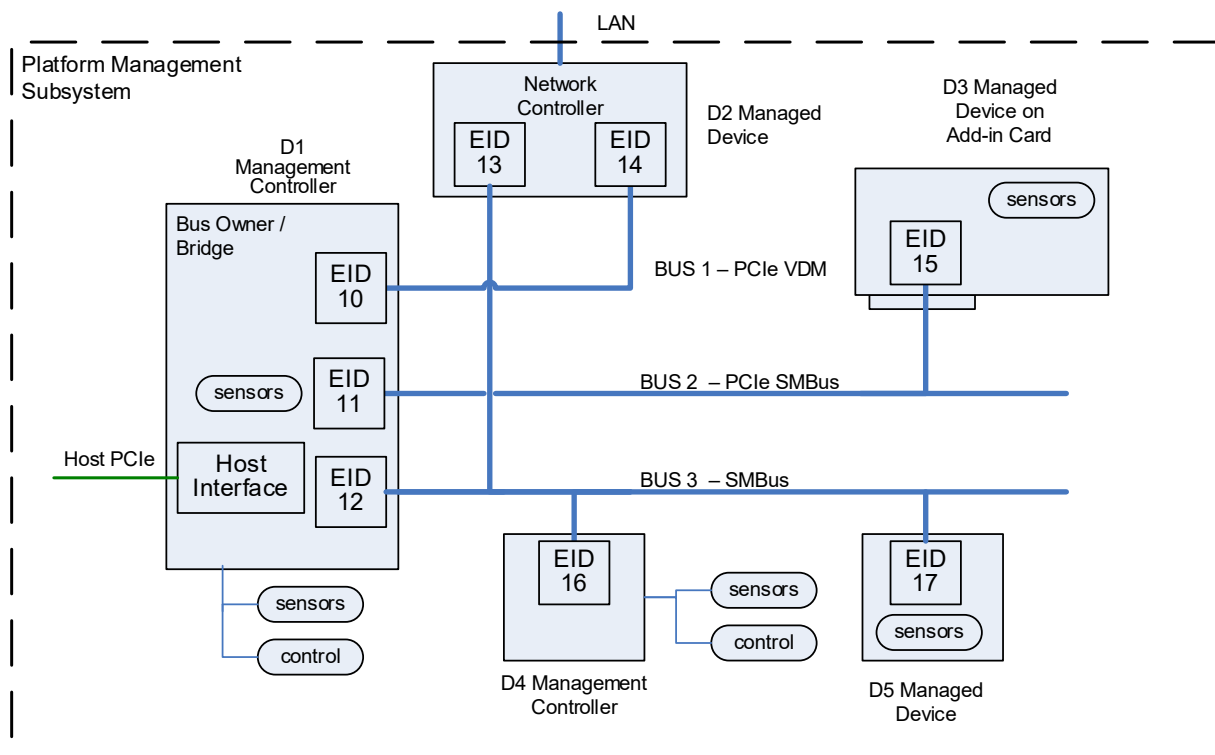 LAN
Platform Management
Subsystem
Network
Controller
EID
13
EID
14
D2 Managed
Device
D3 Managed
Device on
Add-in Card
sensors
EID
15
D1
Management
Controller
Bus Owner /
Bridge
EID
10
BUS 1 – PCIe VDM
sensors
EID
11
BUS 2 – PCIe SMBus
Host PCIe
Host
Interface
EID
12
BUS 3 – SMBus
sensors
control
EID
16
sensors
control
D4 Management
Controller
EID
17
sensors
D5 Managed
Device